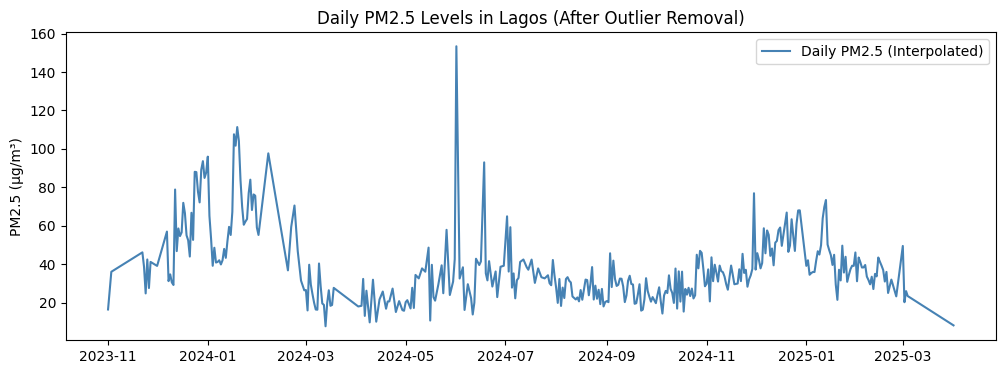 Daily PM2.5 Levels in Lagos (After Outlier Removal)
Daily PM2.5 (Interpolated)
PM2.5 (µg/m³)
160
140
120
100
80
60
40
20
2023-11 2024-01 2024-03 2024-05 2024-07 2024-09 2024-11 2025-01 2025-03